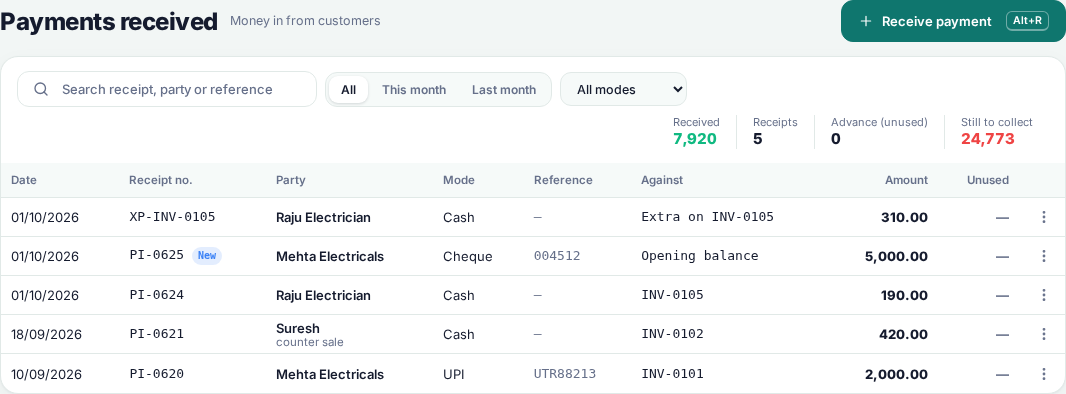 Payments received Money in from customers
Receive payment Alt+R
Search receipt, party or reference All This month Last month All modes
Received Receipts Advance (unused) Still to collect
7,920 5 0 24,773
Date Receipt no. Party Mode Reference Against Amount Unused
01/10/2026 XP-INV-0105 Raju Electrician Cash — Extra on INV-0105 310.00 —
01/10/2026 PI-0625 New Mehta Electricals Cheque 004512 Opening balance 5,000.00 —
01/10/2026 PI-0624 Raju Electrician Cash — INV-0105 190.00 —
18/09/2026 PI-0621 Suresh Cash — INV-0102 420.00 —
counter sale
10/09/2026 PI-0620 Mehta Electricals UPI UTR88213 INV-0101 2,000.00 —